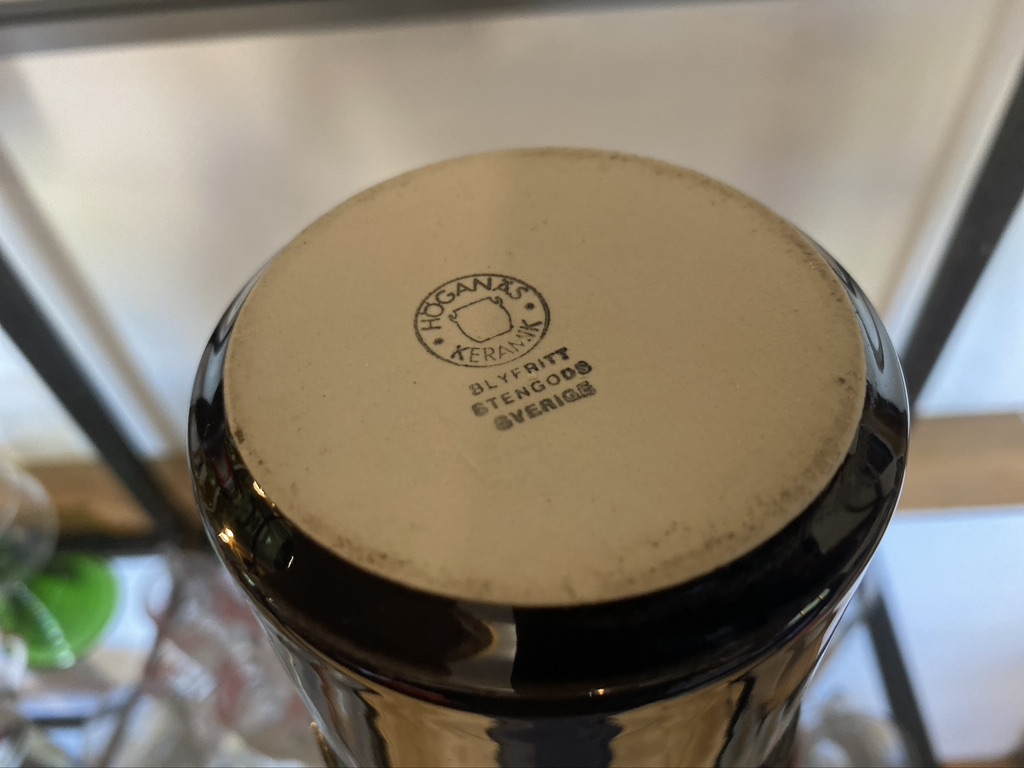 HÖGANÄS
KERAMIK
BLYFRITT
STENGODS
SVERIGE